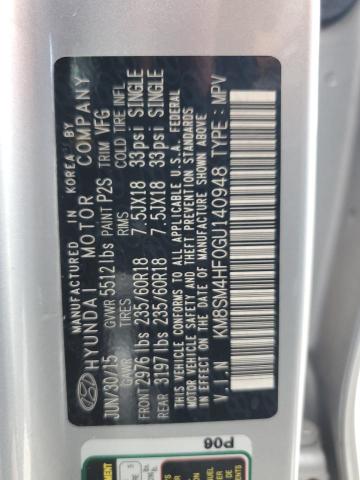 MANUFACTURED IN KOREA BY
HYUNDAI MOTOR COMPANY
JUN/30/15 GVWR 5512 lbs PAINT P2S TRIM VFG
GAWR TIRES RIMS COLD TIRE INFL
FRONT 2976 lbs 235/60R18 7.5JX18 33psi SINGLE
REAR 3197 lbs 235/60R18 7.5JX18 33psi SINGLE
THIS VEHICLE CONFORMS TO ALL APPLICABLE U.S.A. FEDERAL
MOTOR VEHICLE SAFETY AND THEFT PREVENTION STANDARDS
IN EFFECT ON THE DATE OF MANUFACTURE SHOWN ABOVE
V.I.N : KM8SM4HF0GU140948 TYPE : MPV
P06